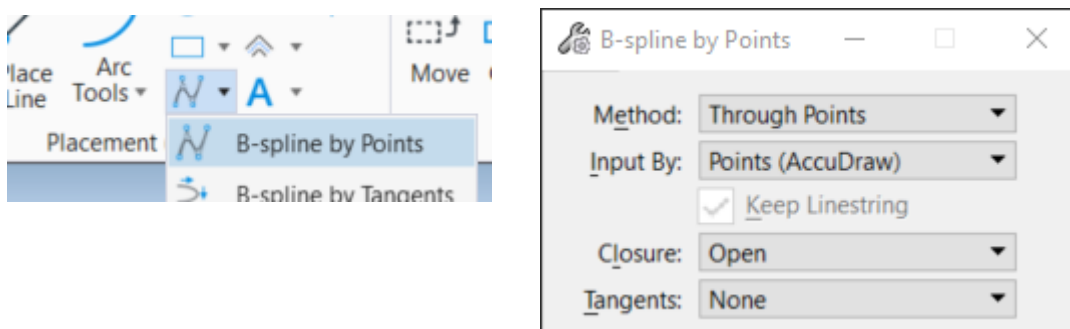 Arc
Tools
Move
Line
Placement
B-spline by Points
B-spline by Tangents
A
B-spline by Points
Method: Through Points
Input By: Points (AccuDraw)
Keep Linestring
Closure: Open
Tangents: None